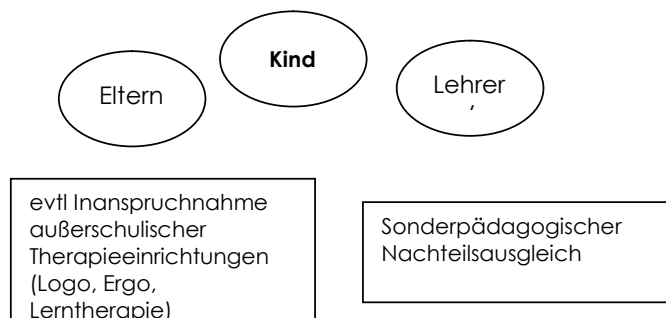 Kind
Eltern
Lehrer
‘
evtl Inanspruchnahme
außerschulischer
Therapieeinrichtungen
(Logo, Ergo,
Lerntherapie)
Sonderpädagogischer
Nachteilsausgleich